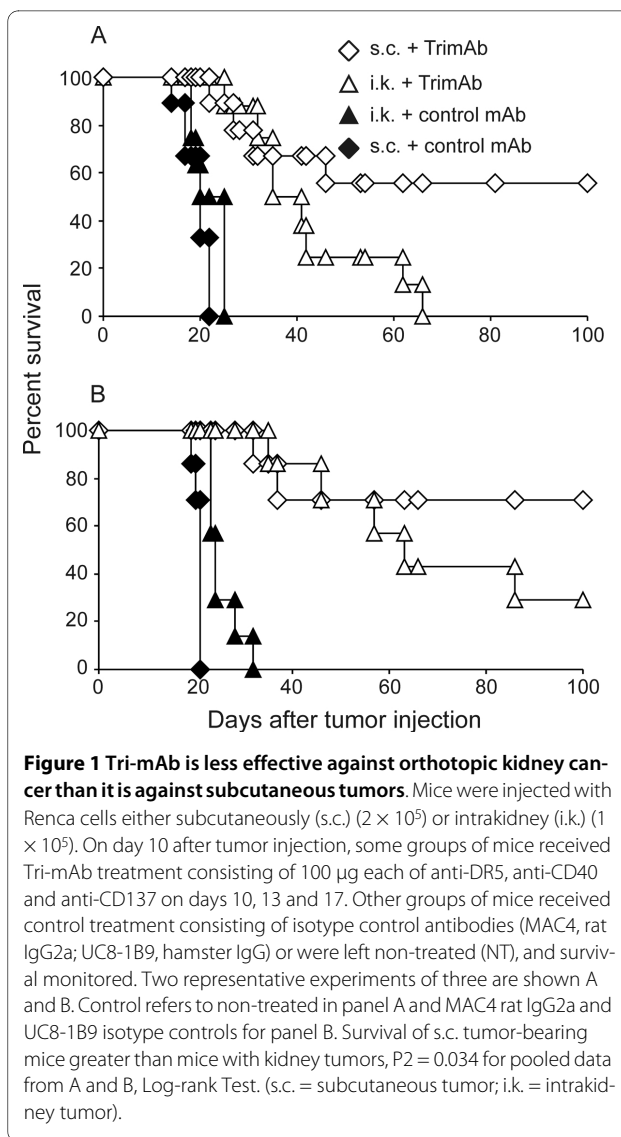 A
s.c. + TrimAb
i.k. + TrimAb
i.k. + control mAb
s.c. + control mAb
100
80
60
40
20
0
0 20 40 60 80 100
Percent survival
B
100
80
60
40
20
0
0 20 40 60 80 100
Days after tumor injection
Figure 1 Tri-mAb is less effective against orthotopic kidney can-
cer than it is against subcutaneous tumors. Mice were injected with
Renca cells either subcutaneously (s.c.) (2 × 10⁵) or intrakidney (i.k.) (1
× 10⁵). On day 10 after tumor injection, some groups of mice received
Tri-mAb treatment consisting of 100 μg each of anti-DR5, anti-CD40
and anti-CD137 on days 10, 13 and 17. Other groups of mice received
control treatment consisting of isotype control antibodies (MAC4, rat
IgG2a; UC8-1B9, hamster IgG) or were left non-treated (NT), and surviv-
al monitored. Two representative experiments of three are shown A
and B. Control refers to non-treated in panel A and MAC4 rat IgG2a and
UC8-1B9 isotype controls for panel B. Survival of s.c. tumor-bearing
mice greater than mice with kidney tumors, P2 = 0.034 for pooled data
from A and B, Log-rank Test. (s.c. = subcutaneous tumor; i.k. = intrakid-
ney tumor).